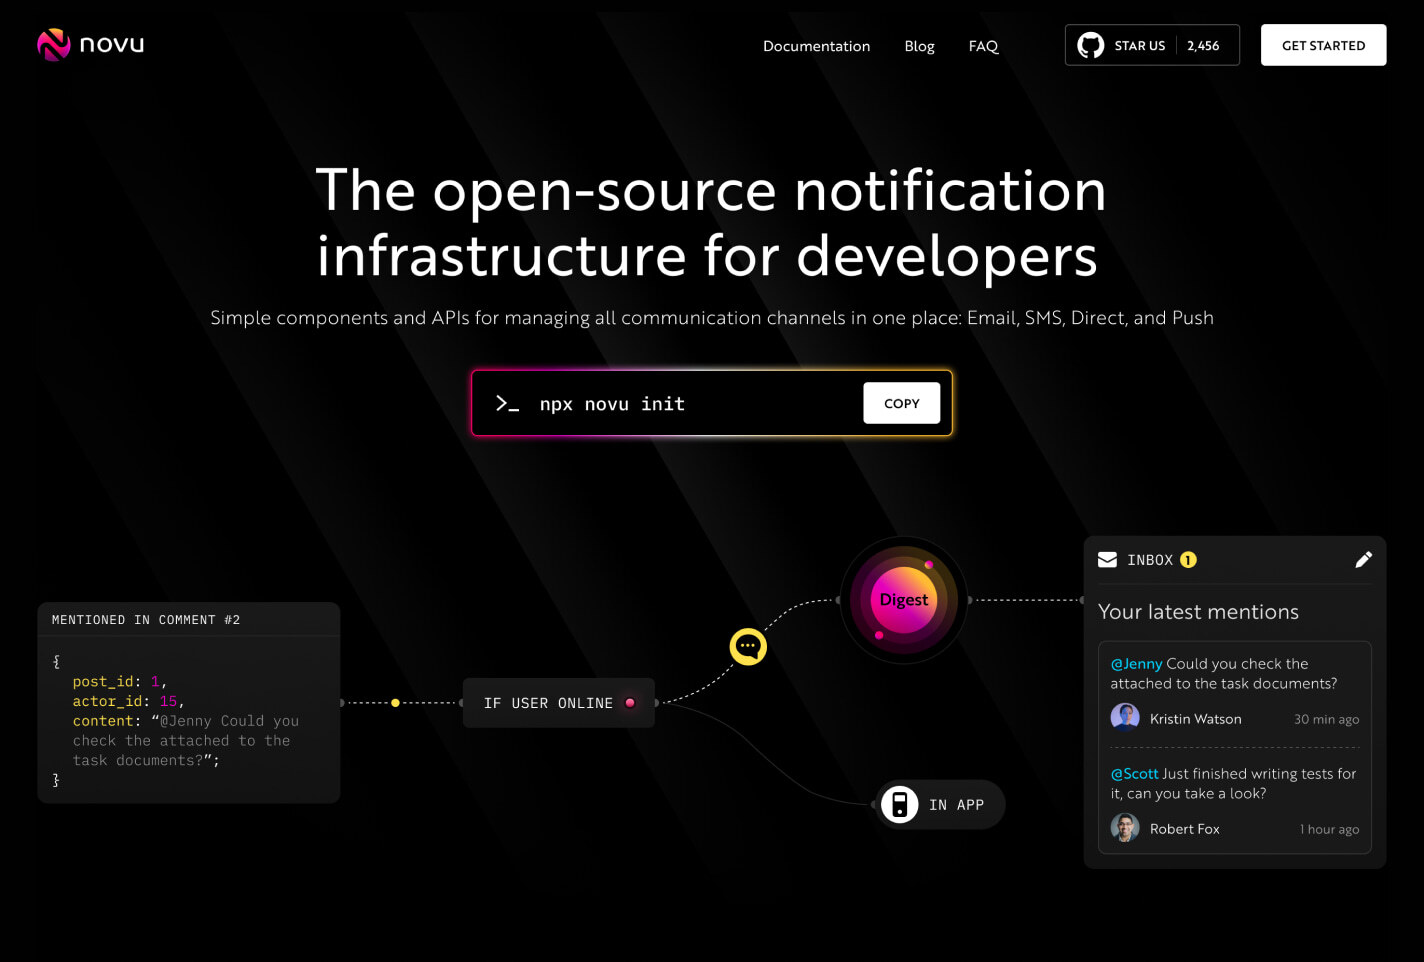 novu
Documentation
Blog
FAQ
STAR US
2,456
GET STARTED
The open-source notification
infrastructure for developers
Simple components and APIs for managing all communication channels in one place: Email, SMS, Direct, and Push
>_ npx novu init
COPY
MENTIONED IN COMMENT #2
{
post_id: 1,
actor_id: 15,
content: “@Jenny Could you
check the attached to the
task documents?”;
}
IF USER ONLINE
Digest
IN APP
INBOX 1
Your latest mentions
@Jenny Could you check the
attached to the task documents?
Kristin Watson
30 min ago
@Scott Just finished writing tests for
it, can you take a look?
Robert Fox
1 hour ago